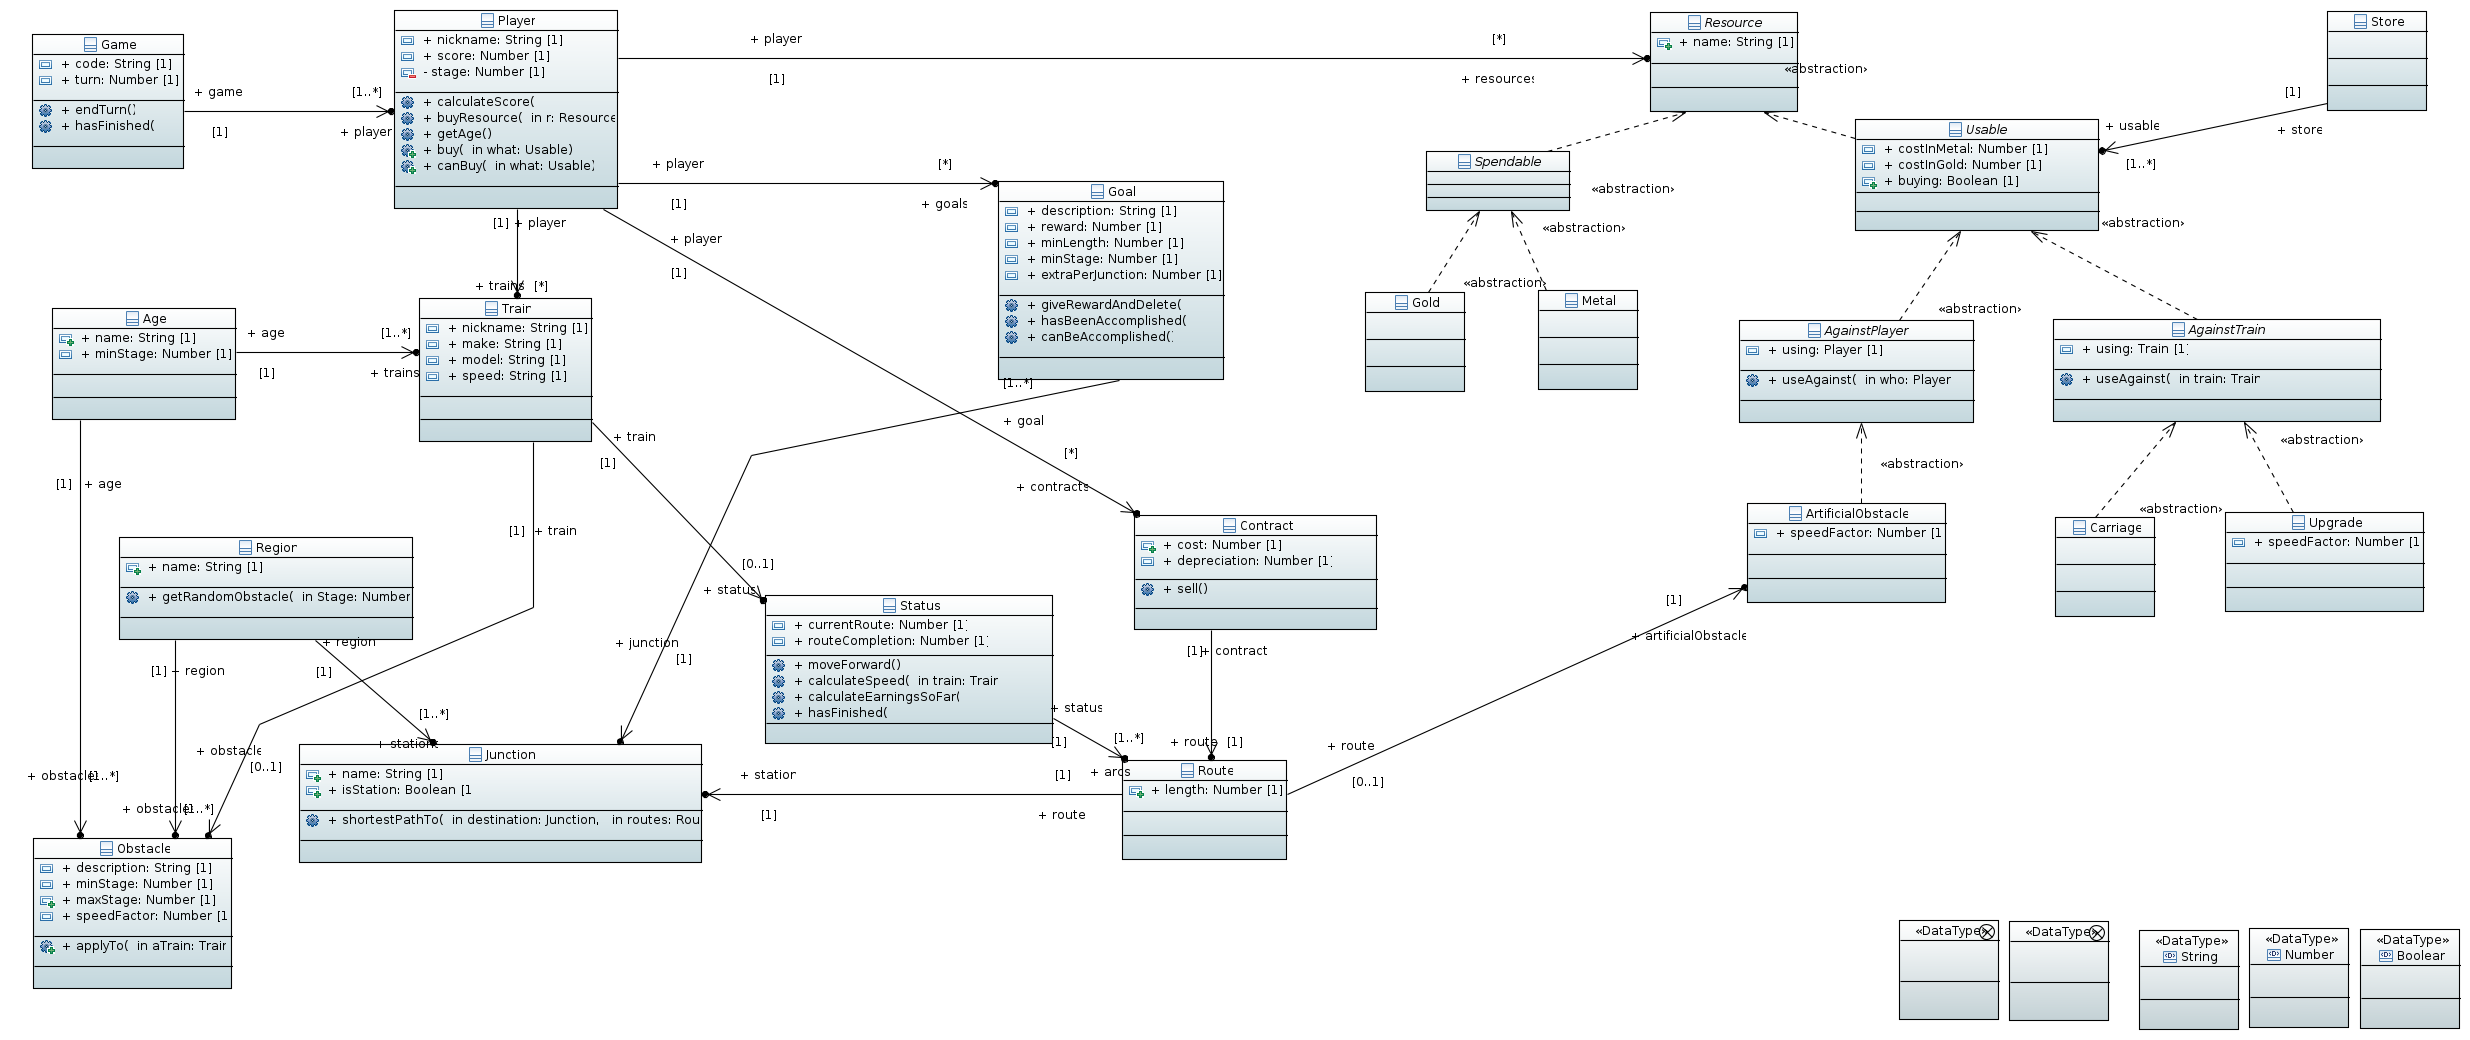 Game
+ code: String [1]
+ turn: Number [1]
+ endTurn()
+ hasFinished(
+ game
[1]
[1..*]
+ player
Player
+ nickname: String [1]
+ score: Number [1]
- stage: Number [1]
+ calculateScore(
+ buyResource(  in r: Resource
+ getAge()
+ buy(  in what: Usable)
+ canBuy(  in what: Usable)
+ player
[1]
[*]
+ resources
Resource
+ name: String [1]
«abstraction»
Store
[1]
+ store
+ usable
[1..*]
Usable
+ costInMetal: Number [1]
+ costInGold: Number [1]
+ buying: Boolean [1]
«abstraction»
Spendable
«abstraction»
«abstraction»
«abstraction»
Gold
Metal
+ player
[1]
[*]
+ goals
Goal
+ description: String [1]
+ reward: Number [1]
+ minLength: Number [1]
+ minStage: Number [1]
+ extraPerJunction: Number [1]
+ giveRewardAndDelete(
+ hasBeenAccomplished(
+ canBeAccomplished()
[1..*]
+ goal
[1] + player
+ trains [*]
+ player
[1]
[*]
+ contracts
Age
+ name: String [1]
+ minStage: Number [1]
+ age
[1]
[1..*]
+ trains
Train
+ nickname: String [1]
+ make: String [1]
+ model: String [1]
+ speed: String [1]
+ train
[1]
[0..1]
+ status
«abstraction»
AgainstPlayer
+ using: Player [1]
+ useAgainst(  in who: Player
AgainstTrain
+ using: Train [1]
+ useAgainst(  in train: Train
«abstraction»
«abstraction»
«abstraction»
ArtificialObstacle
+ speedFactor: Number [1
Carriage
Upgrade
+ speedFactor: Number [1
[1] + age
[1] + train
Region
+ name: String [1]
+ getRandomObstacle(  in Stage: Number
[1] + region
+ region
[1]
[1..*]
+ station
Contract
+ cost: Number [1]
+ depreciation: Number [1]
+ sell()
[1]
+ contract
Status
+ currentRoute: Number [1]
+ routeCompletion: Number [1]
+ moveForward()
+ calculateSpeed(  in train: Train
+ calculateEarningsSoFar(
+ hasFinished(
+ junction
[1]
+ status
[1]
[1..*]
+ arcs
+ route [1]
[1]
+ artificialObstacle
+ route
[0..1]
+ obstacle
[0..1]
+ obstacle
[1..*]
+ obstacle
[1..*]
Junction
+ name: String [1]
+ isStation: Boolean [1
+ shortestPathTo(  in destination: Junction,   in routes: Rou
+ station
[1]
[1]
+ route
Route
+ length: Number [1]
Obstacle
+ description: String [1]
+ minStage: Number [1]
+ maxStage: Number [1]
+ speedFactor: Number [1
+ applyTo(  in aTrain: Train
«DataType»
«DataType»
«DataType»
String
«DataType»
Number
«DataType»
Boolean